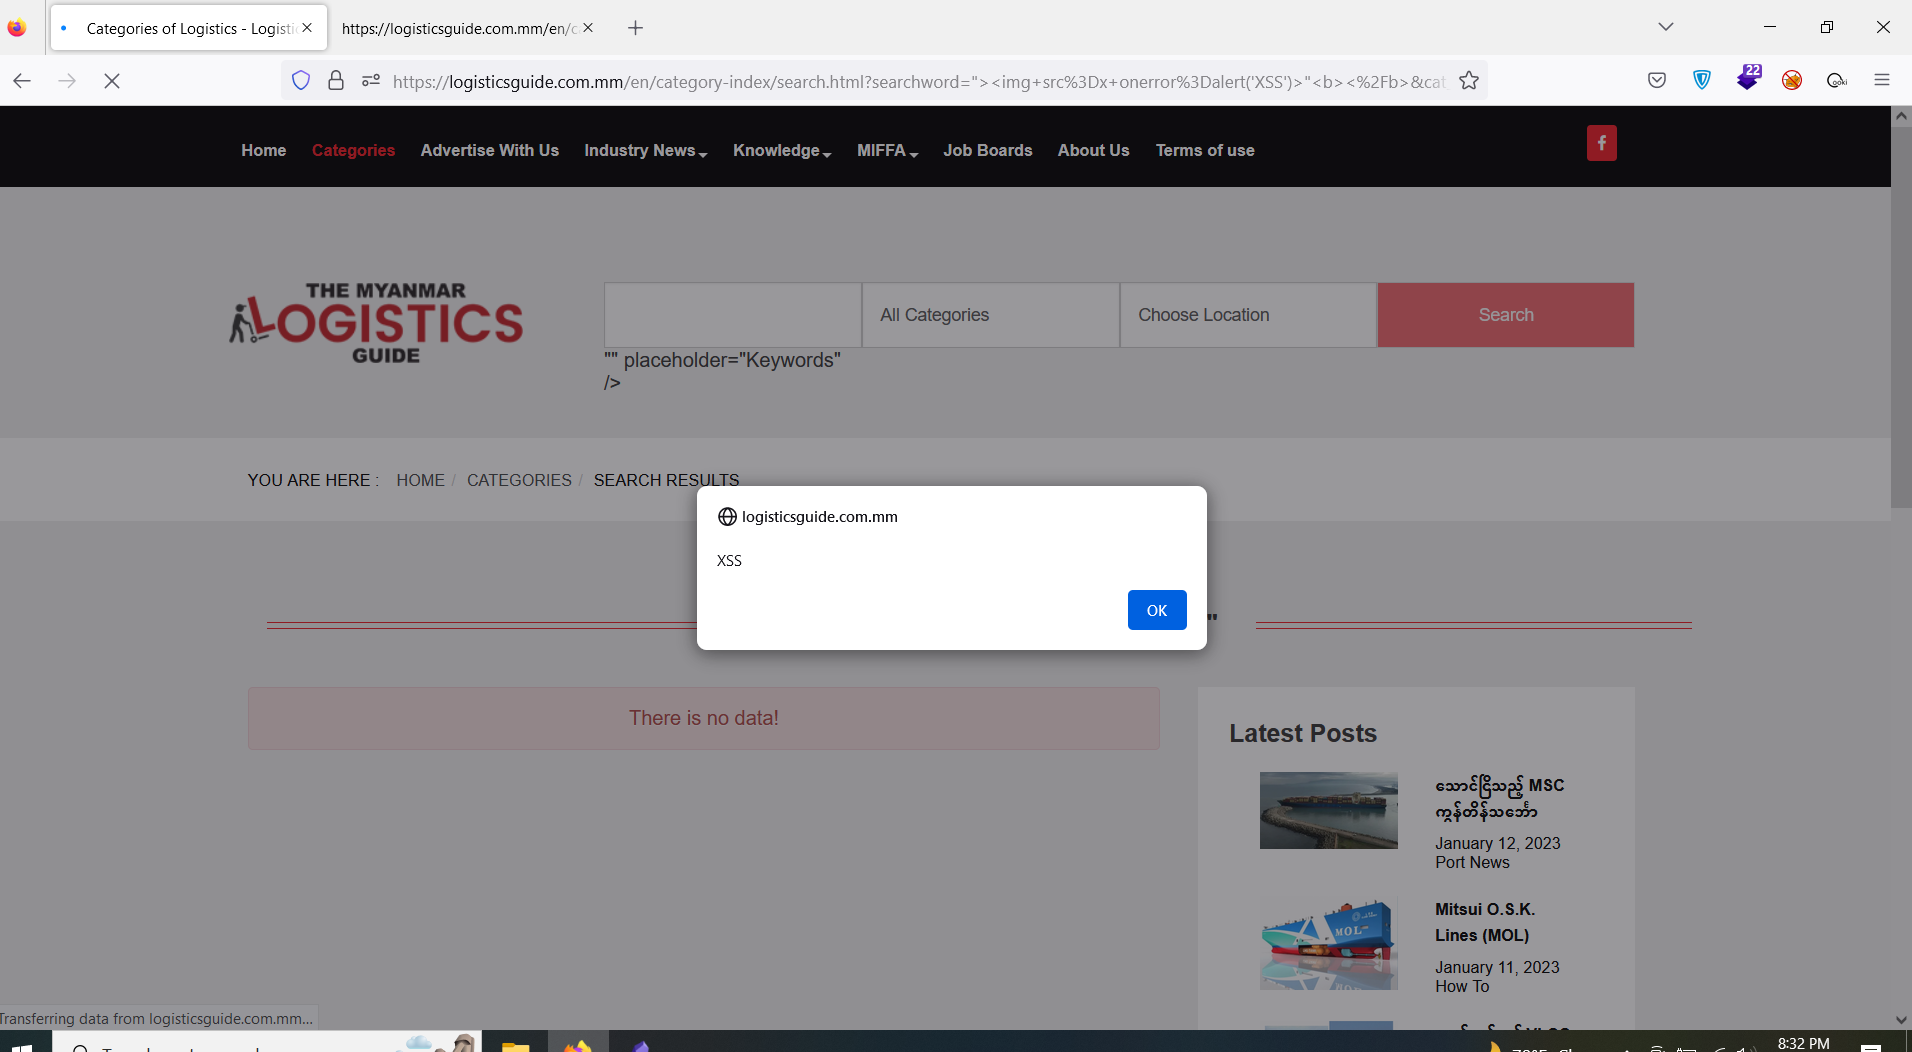 Categories of Logistics - Logisti
https://logisticsguide.com.mm/en/c
https://logisticsguide.com.mm/en/category-index/search.html?searchword="><img+src%3Dx+onerror%3Dalert('XSS')>"<b><%2Fb>&cat
22
Home Categories Advertise With Us Industry News Knowledge MIFFA Job Boards About Us Terms of use
THE MYANMAR
LOGISTICS
GUIDE
All Categories
Choose Location
Search
"" placeholder="Keywords"
/>
YOU ARE HERE : HOME / CATEGORIES / SEARCH RESULTS
logisticsguide.com.mm
XSS
OK
"
There is no data!
Latest Posts
သောင်ငြိသည့် MSC
ကွန်တိန်သင်္ဘော
January 12, 2023
Port News
MOL
Mitsui O.S.K.
Lines (MOL)
January 11, 2023
How To
Transferring data from logisticsguide.com.mm...
8:32 PM